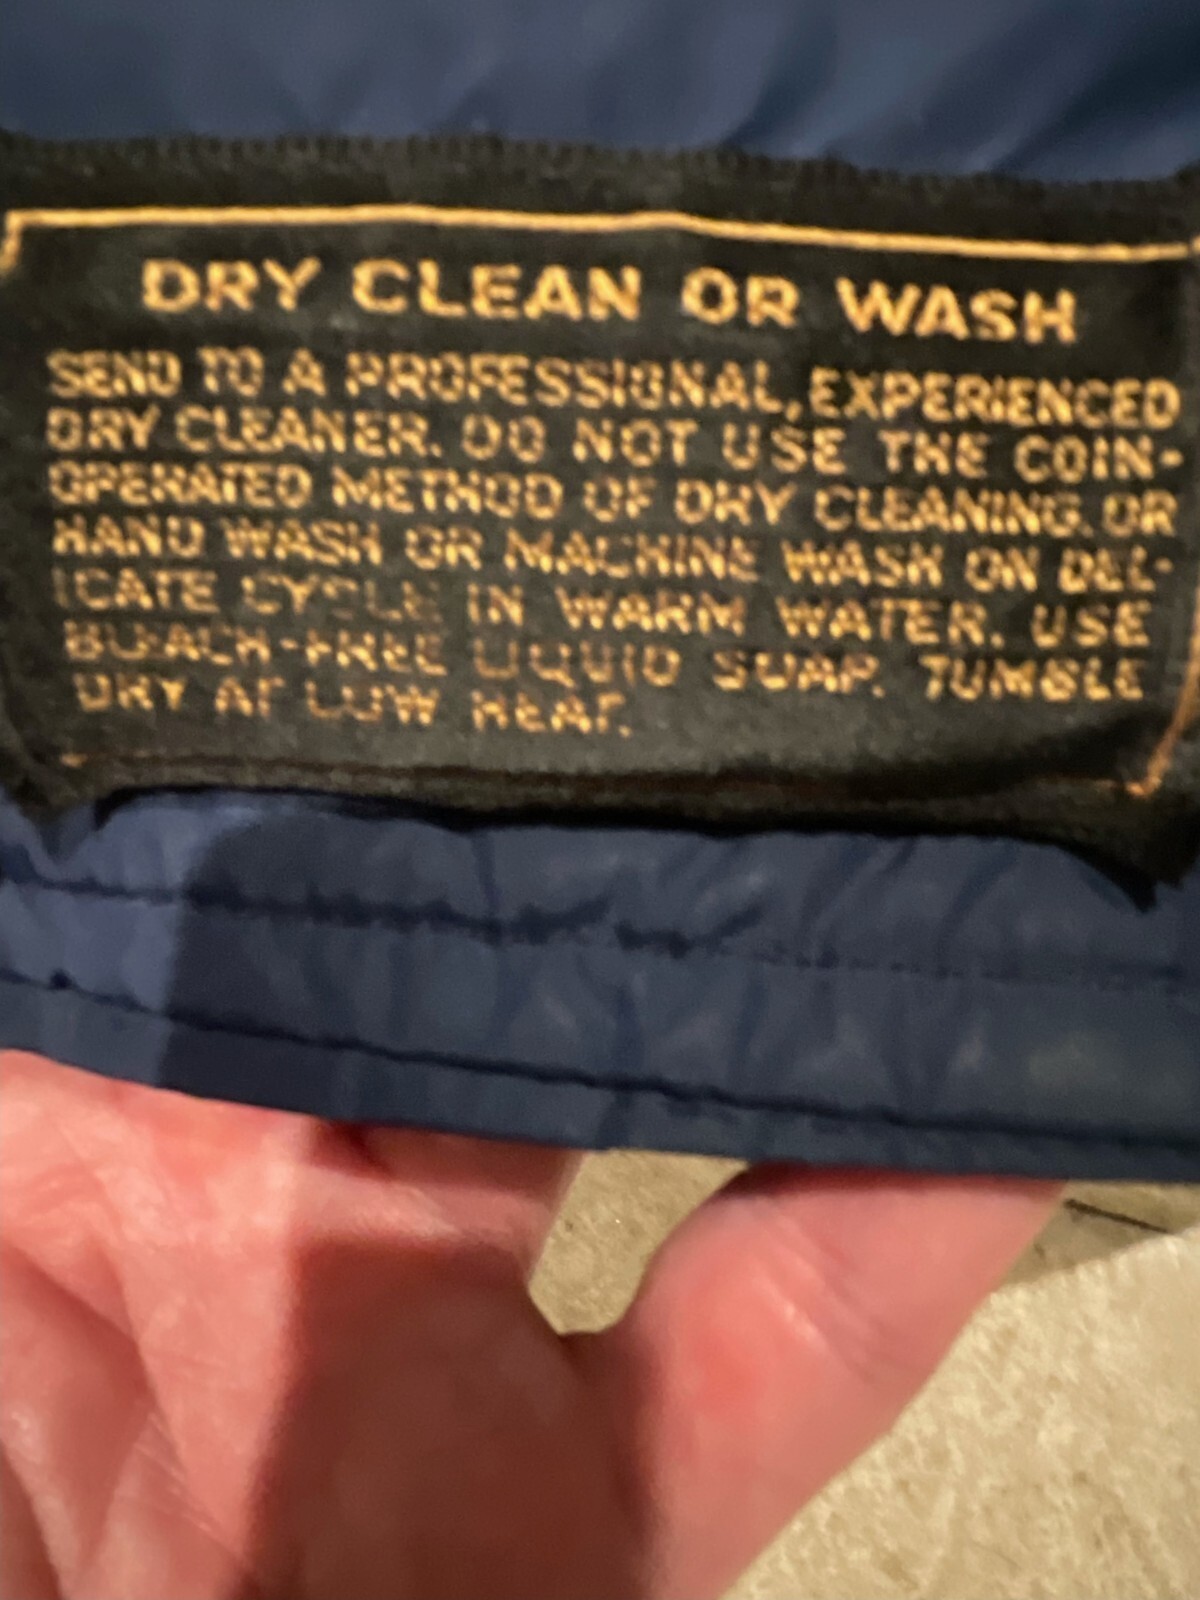 DRY CLEAN OR WASH
SEND TO A PROFESSIONAL, EXPERIENCED
DRY CLEANER. DO NOT USE THE COIN-
OPERATED METHOD OF DRY CLEANING. OR
HAND WASH OR MACHINE WASH ON DEL-
ICATE CYCLE IN WARM WATER. USE
BLEACH-FREE LIQUID SOAP. TUMBLE
DRY AT LOW HEAT.